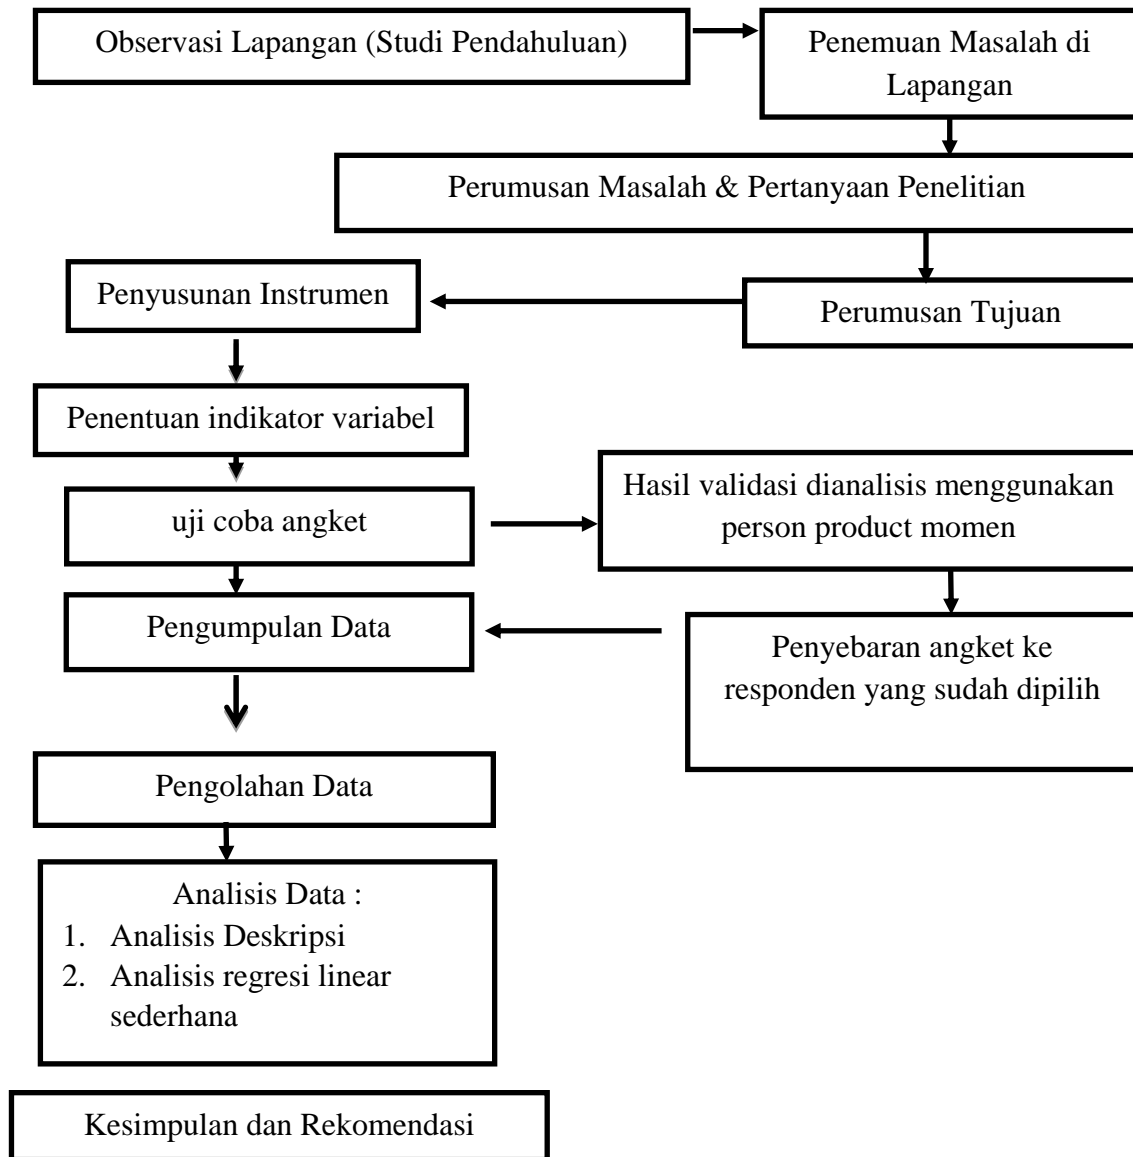 Observasi Lapangan (Studi Pendahuluan)
Penemuan Masalah di
Lapangan
Perumusan Masalah & Pertanyaan Penelitian
Perumusan Tujuan
Penyusunan Instrumen
Penentuan indikator variabel
uji coba angket
Hasil validasi dianalisis menggunakan
person product momen
Penyebaran angket ke
responden yang sudah dipilih
Pengumpulan Data
Pengolahan Data
Analisis Data :
1. Analisis Deskripsi
2. Analisis regresi linear
sederhana
Kesimpulan dan Rekomendasi